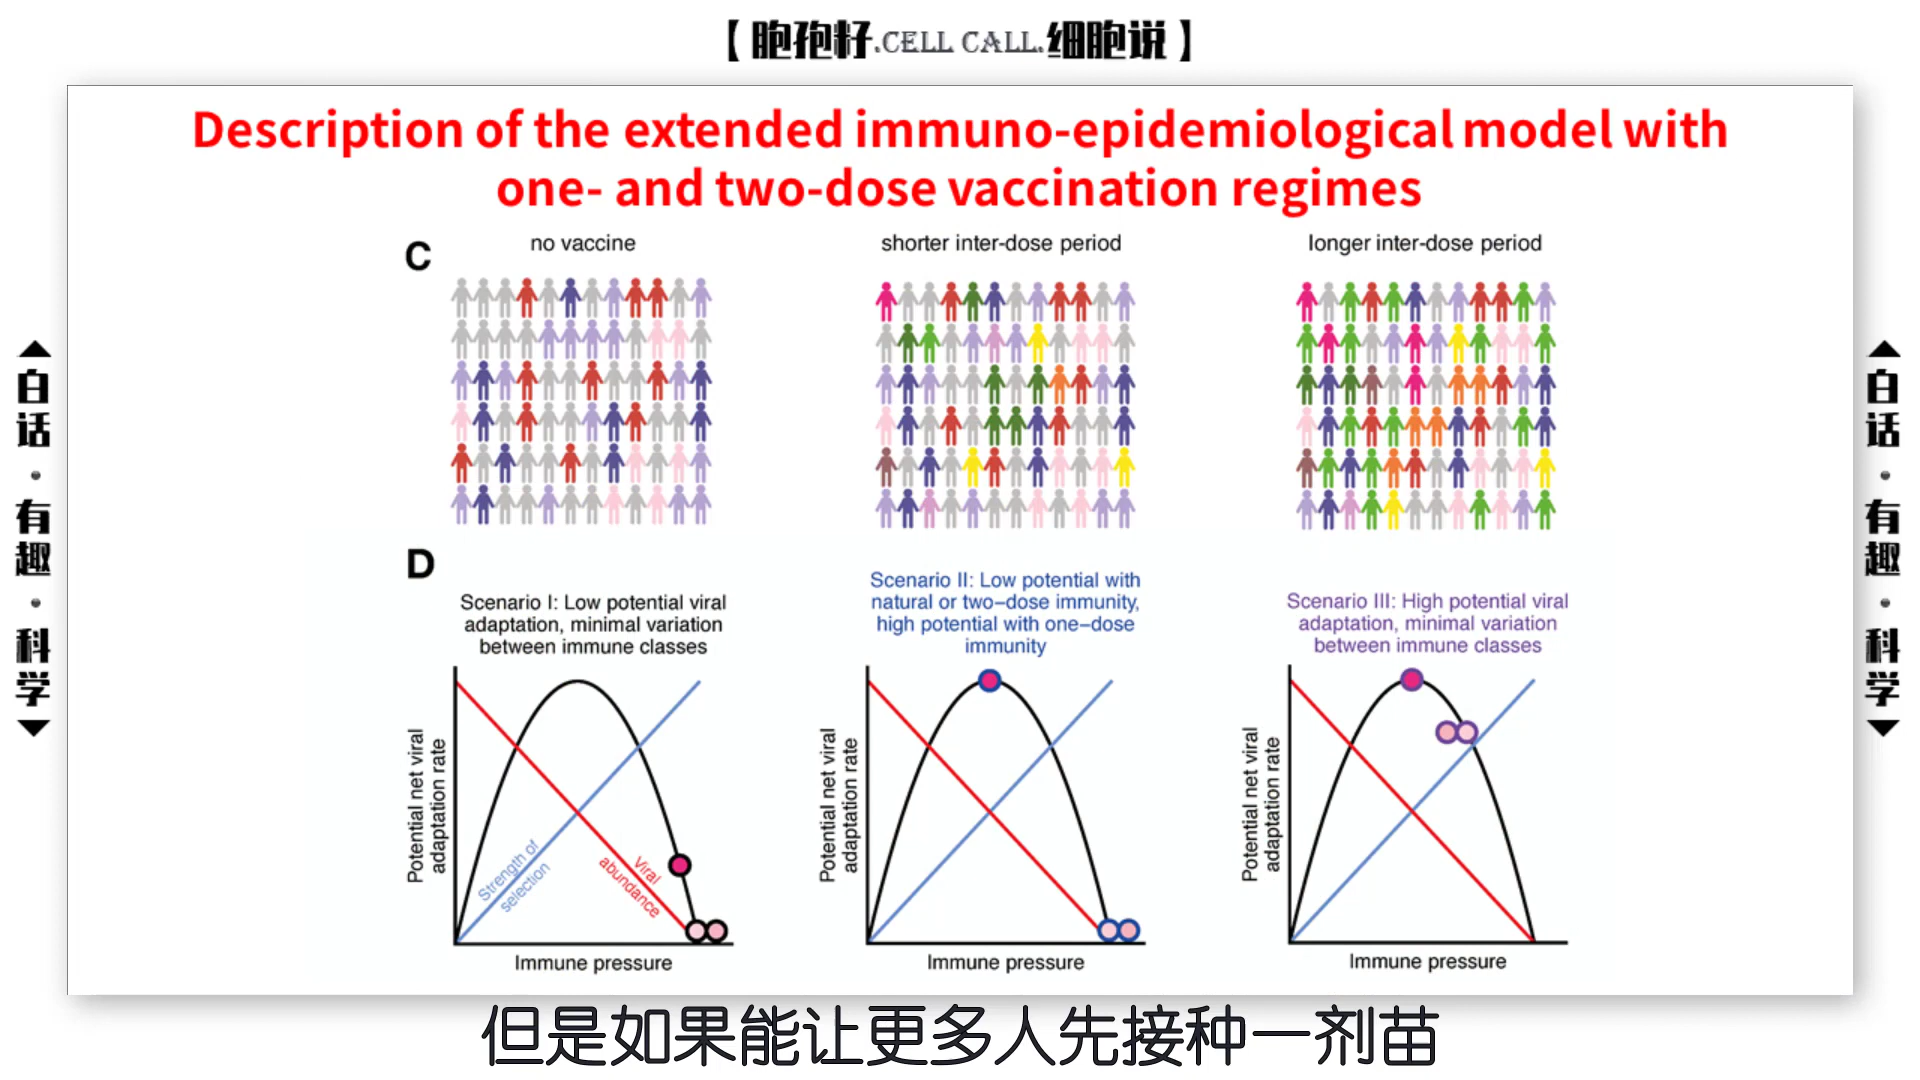 【胞孢籽.CELL CALL.细胞说】
Description of the extended immuno-epidemiological model with
one- and two-dose vaccination regimes
C
no vaccine
shorter inter-dose period
longer inter-dose period
D
Scenario I: Low potential viral
adaptation, minimal variation
between immune classes
Scenario II: Low potential with
natural or two–dose immunity,
high potential with one–dose
immunity
Scenario III: High potential viral
adaptation, minimal variation
between immune classes
Potential net viral
adaptation rate
Strength of
selection
Viral
abundance
Immune pressure
Potential net viral
adaptation rate
Immune pressure
Potential net viral
adaptation rate
Immune pressure
白话·有趣·科学
白话·有趣·科学
但是如果能让更多人先接种一剂苗